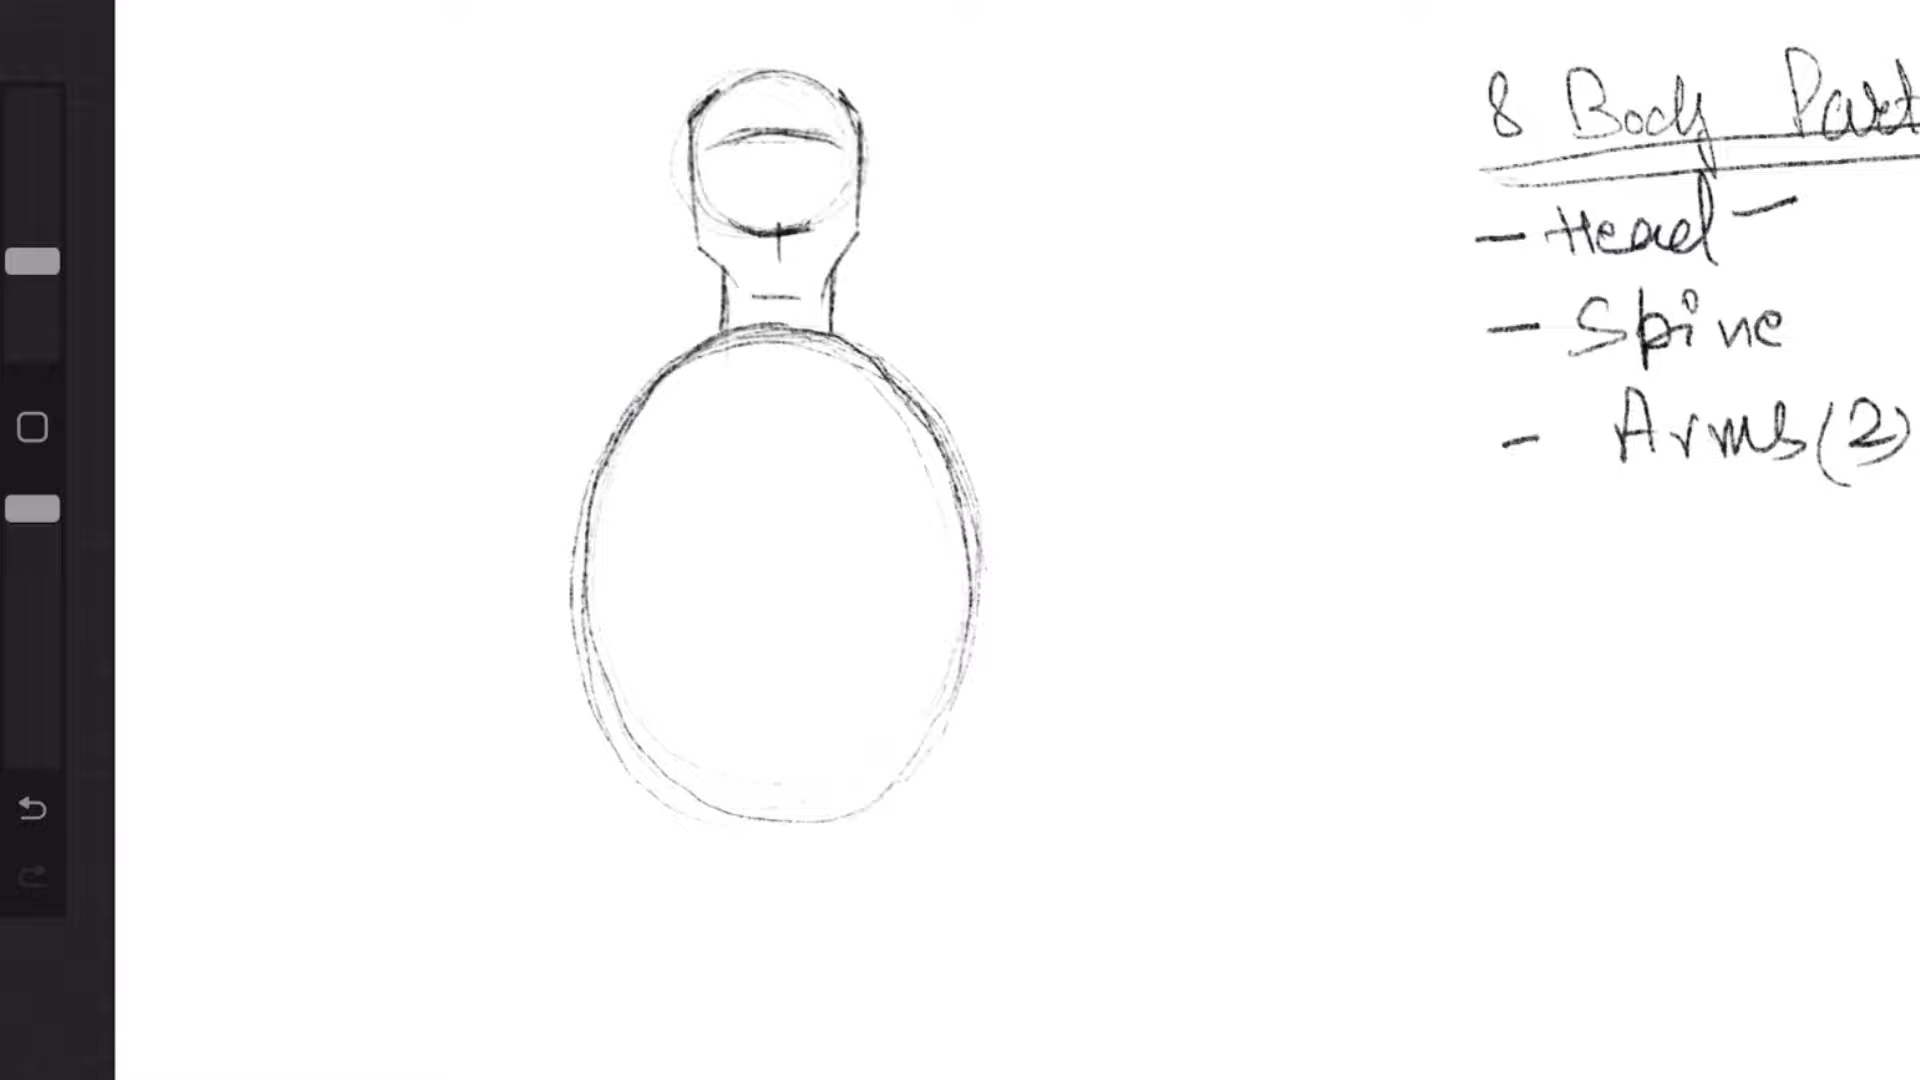 8 Body Part
- Head -
- Spine
- Arms (2)